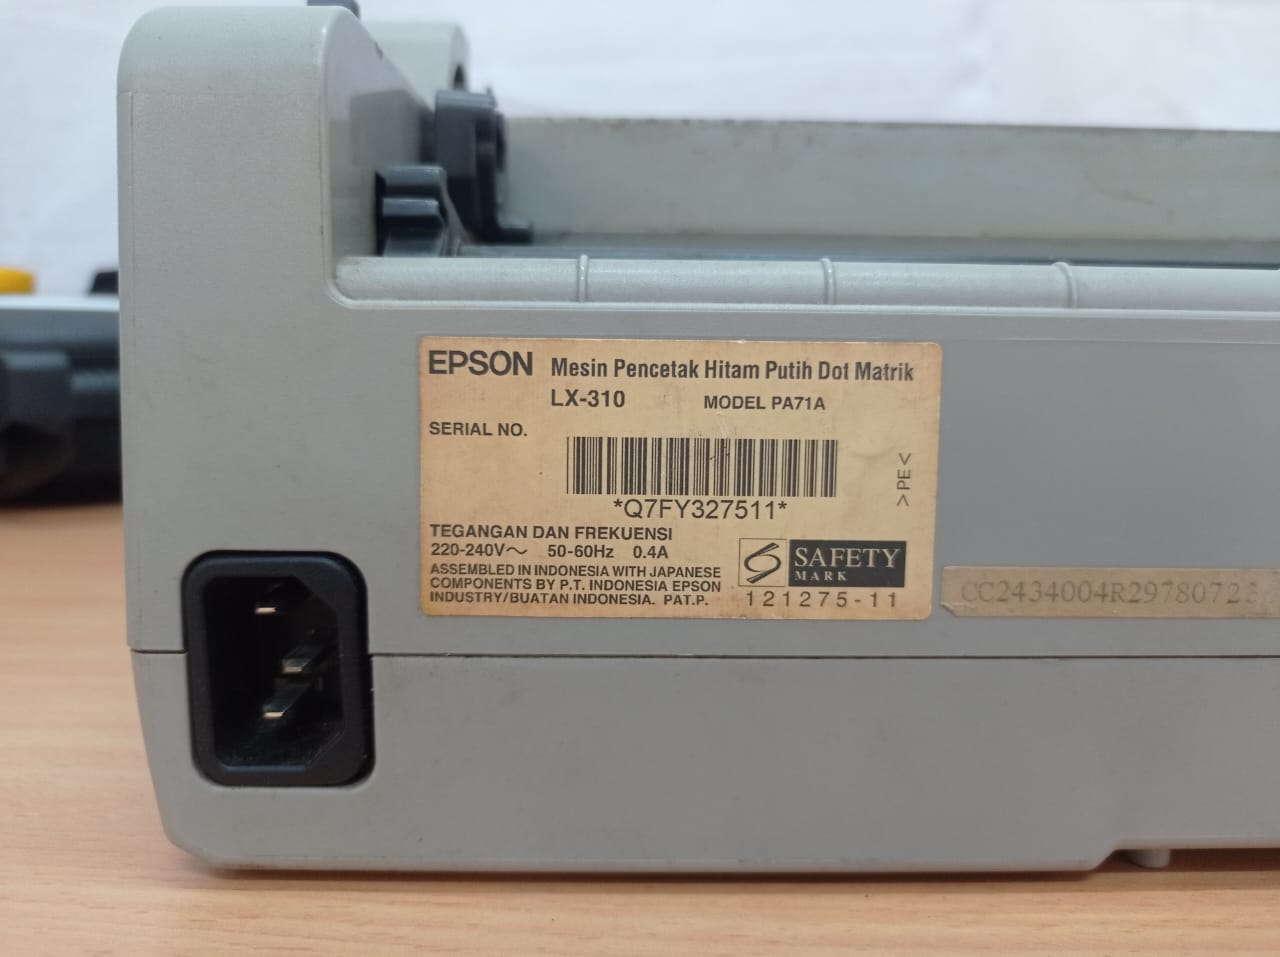 EPSON Mesin Pencetak Hitam Putih Dot Matrik
LX-310 MODEL PA71A
SERIAL NO.
*Q7FY327511*
>PE<
TEGANGAN DAN FREKUENSI
220-240V～ 50-60Hz 0.4A
ASSEMBLED IN INDONESIA WITH JAPANESE
COMPONENTS BY P.T. INDONESIA EPSON
INDUSTRY/BUATAN INDONESIA. PAT.P.
SAFETY
MARK
121275-11